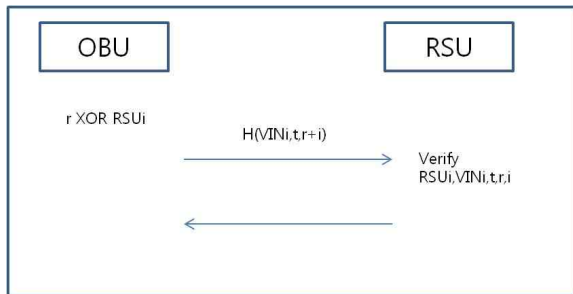 OBU
RSU
r XOR RSUi
H(VINi,t,r+i)
Verify
RSUi,VINi,t,r,i